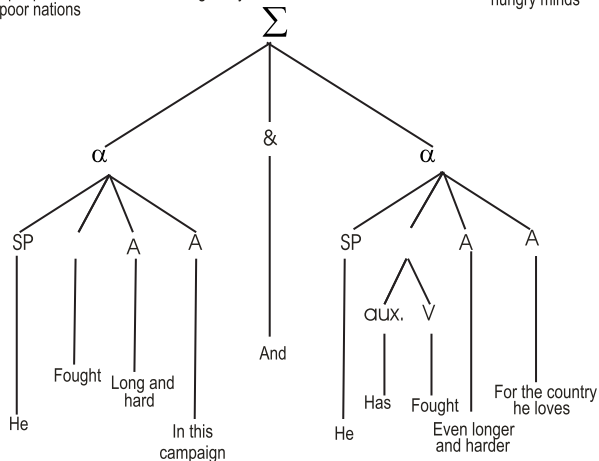 poor nations
hungry minds
Σ
α
&
α
SP
A
A
SP
A
A
aux.
V
And
Fought
Long and
hard
He
In this
campaign
Has
Fought
For the country
he loves
He
Even longer
and harder